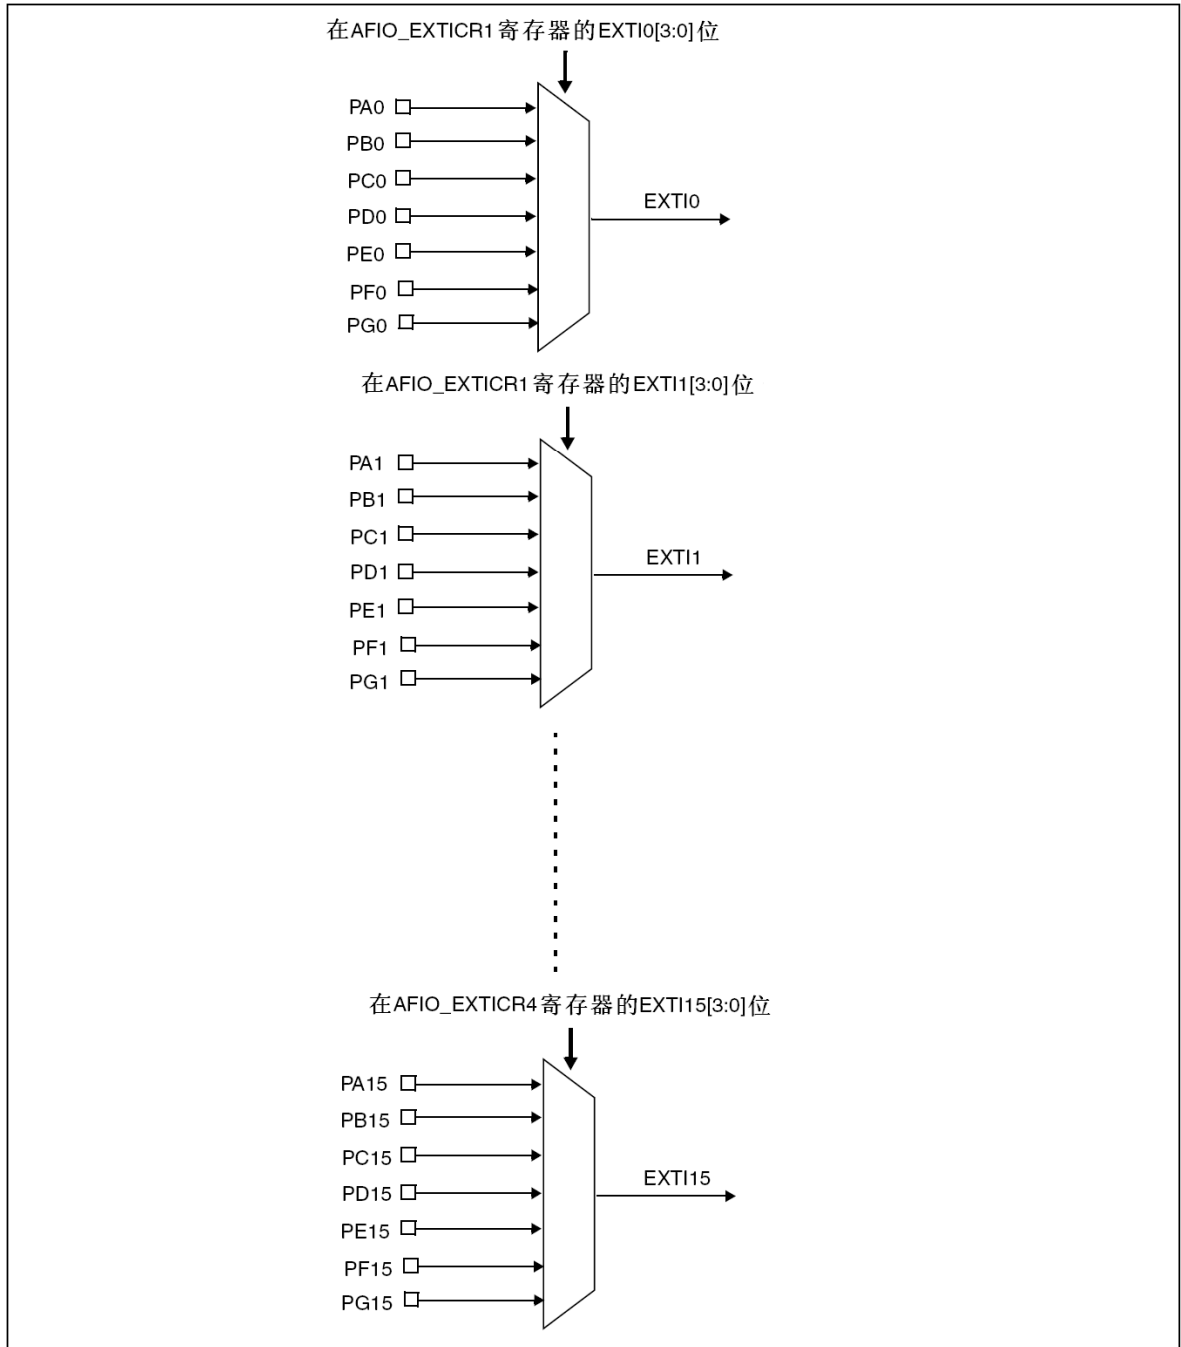 在AFIO_EXTICR1寄存器的EXTI0[3:0]位
PA0
PB0
PC0
PD0
PE0
PF0
PG0
EXTI0
在AFIO_EXTICR1寄存器的EXTI1[3:0]位
PA1
PB1
PC1
PD1
PE1
PF1
PG1
EXTI1
在AFIO_EXTICR4寄存器的EXTI15[3:0]位
PA15
PB15
PC15
PD15
PE15
PF15
PG15
EXTI15